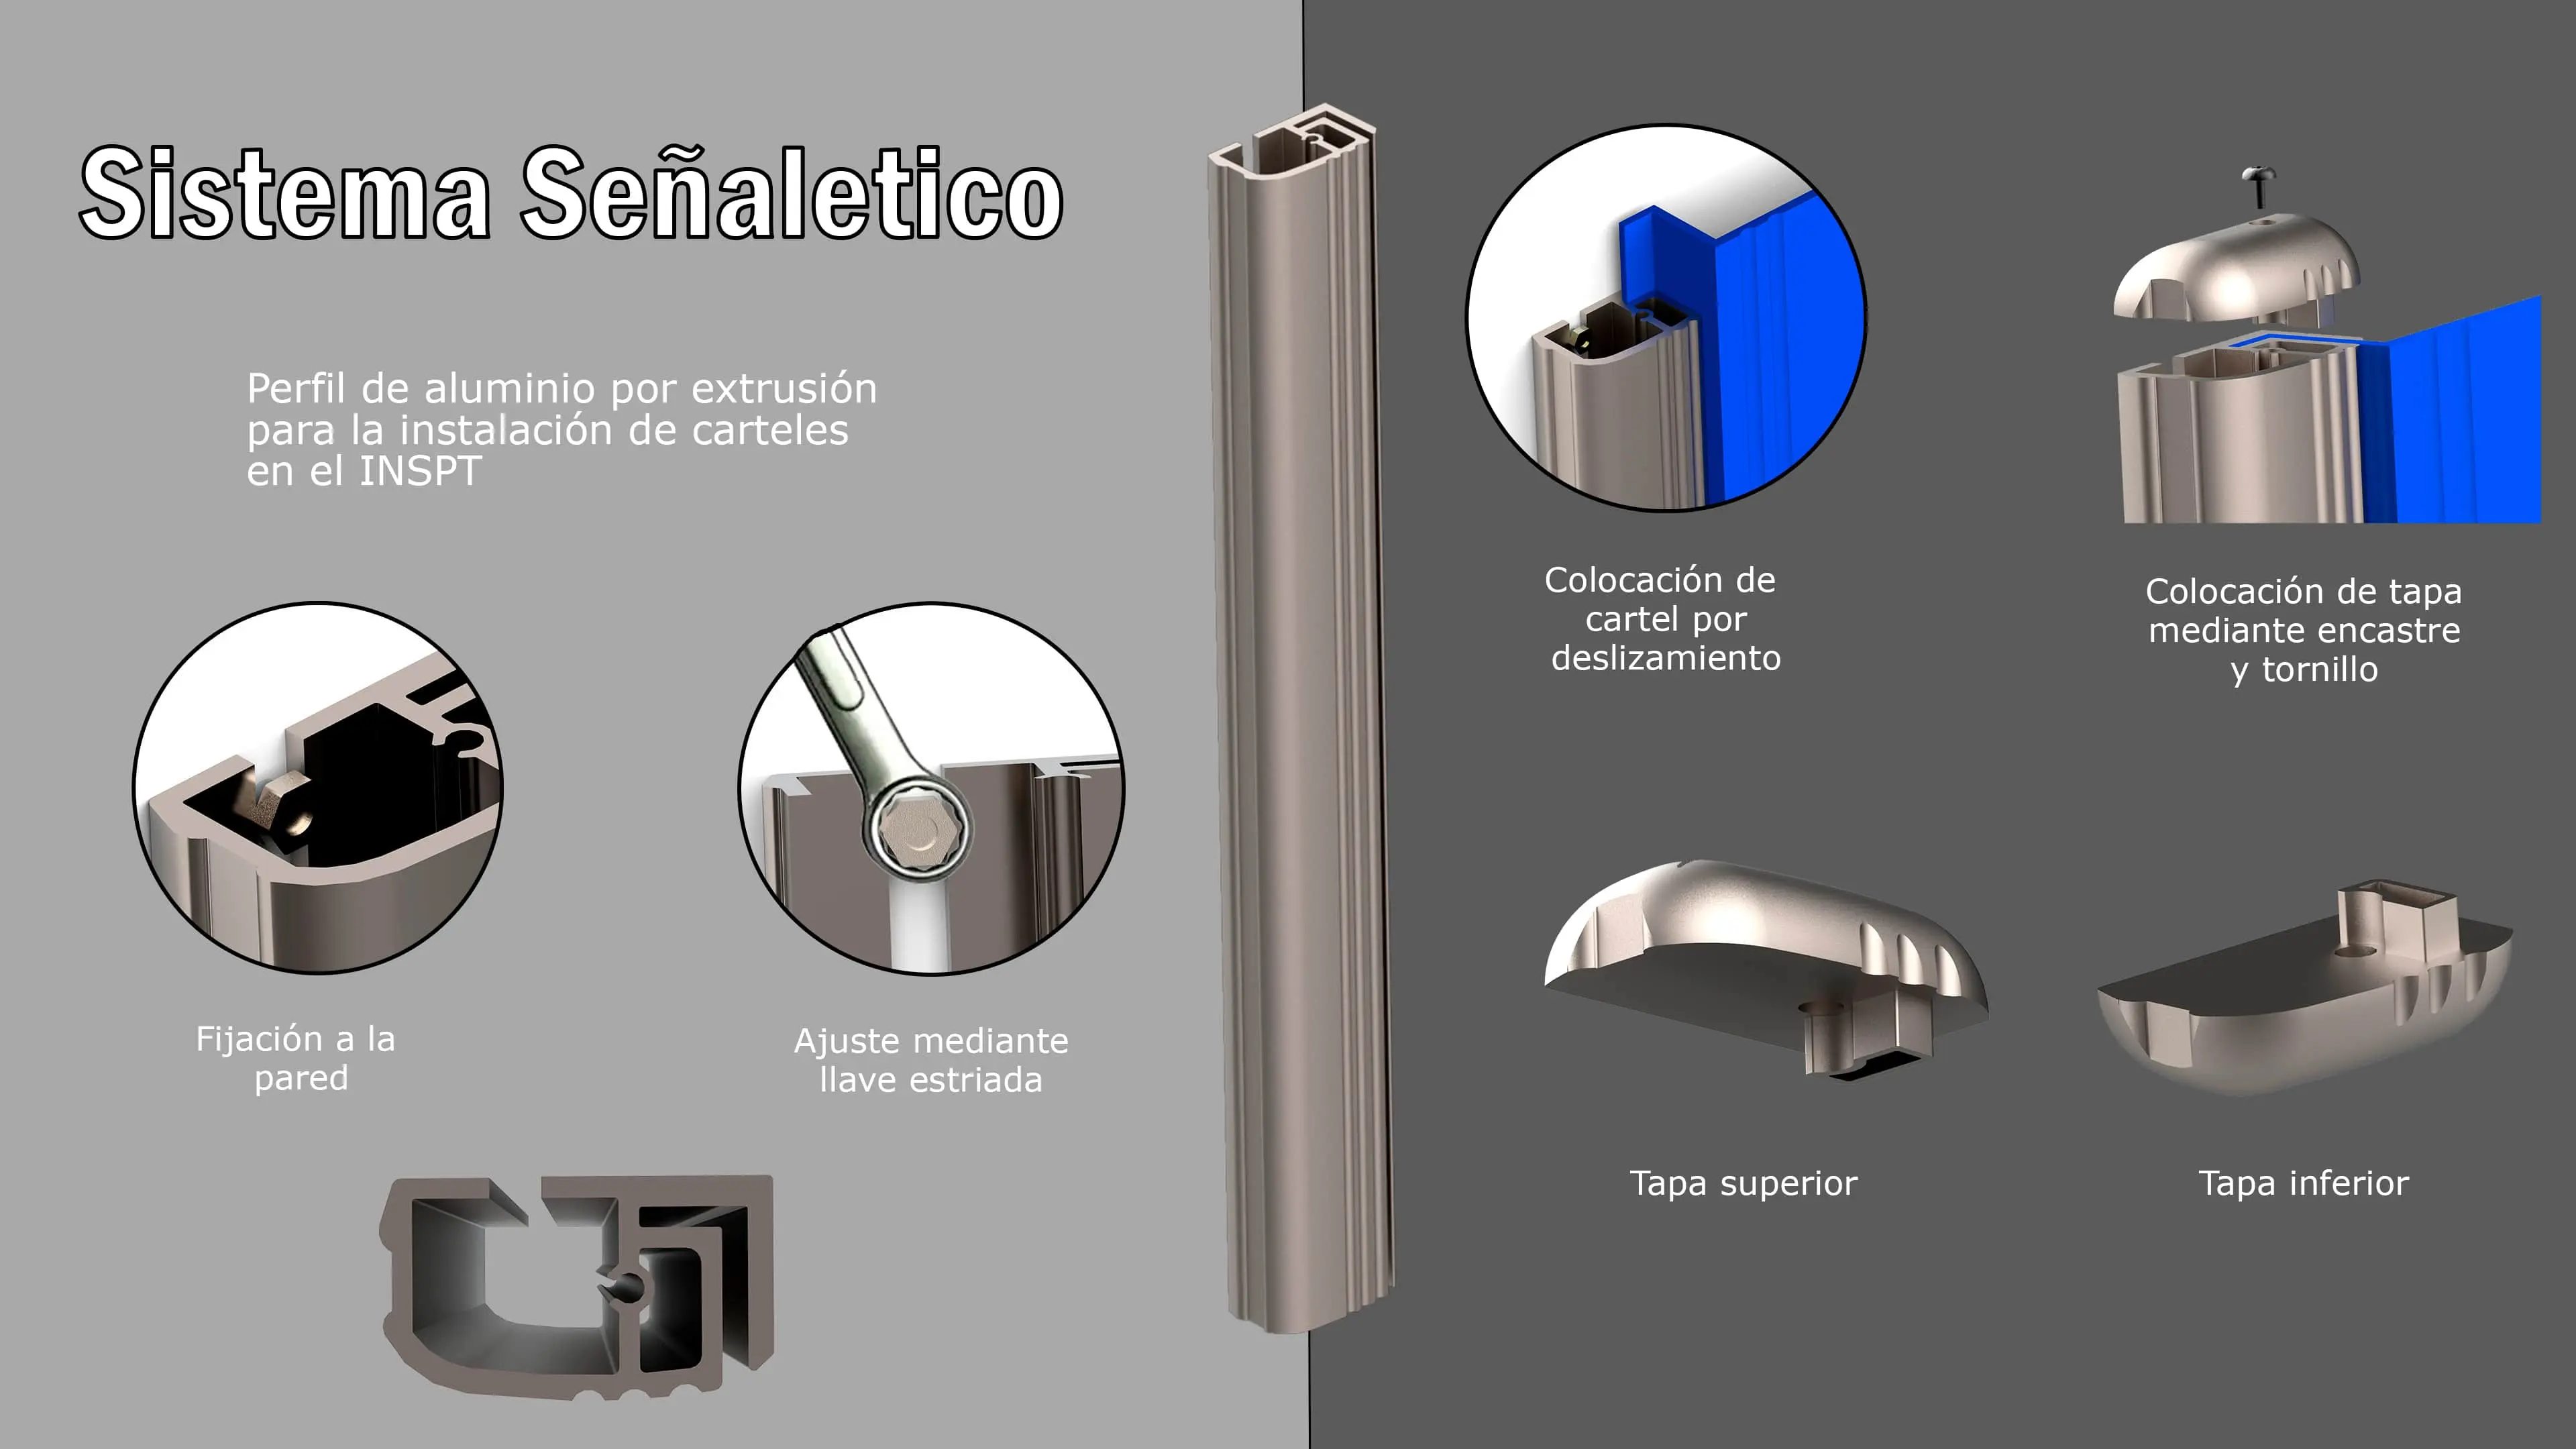 Sistema Señaletico
Perfil de aluminio por extrusión
para la instalación de carteles
en el INSPT
Fijación a la
pared
Ajuste mediante
llave estriada
Colocación de
cartel por
deslizamiento
Colocación de tapa
mediante encastre
y tornillo
Tapa superior
Tapa inferior